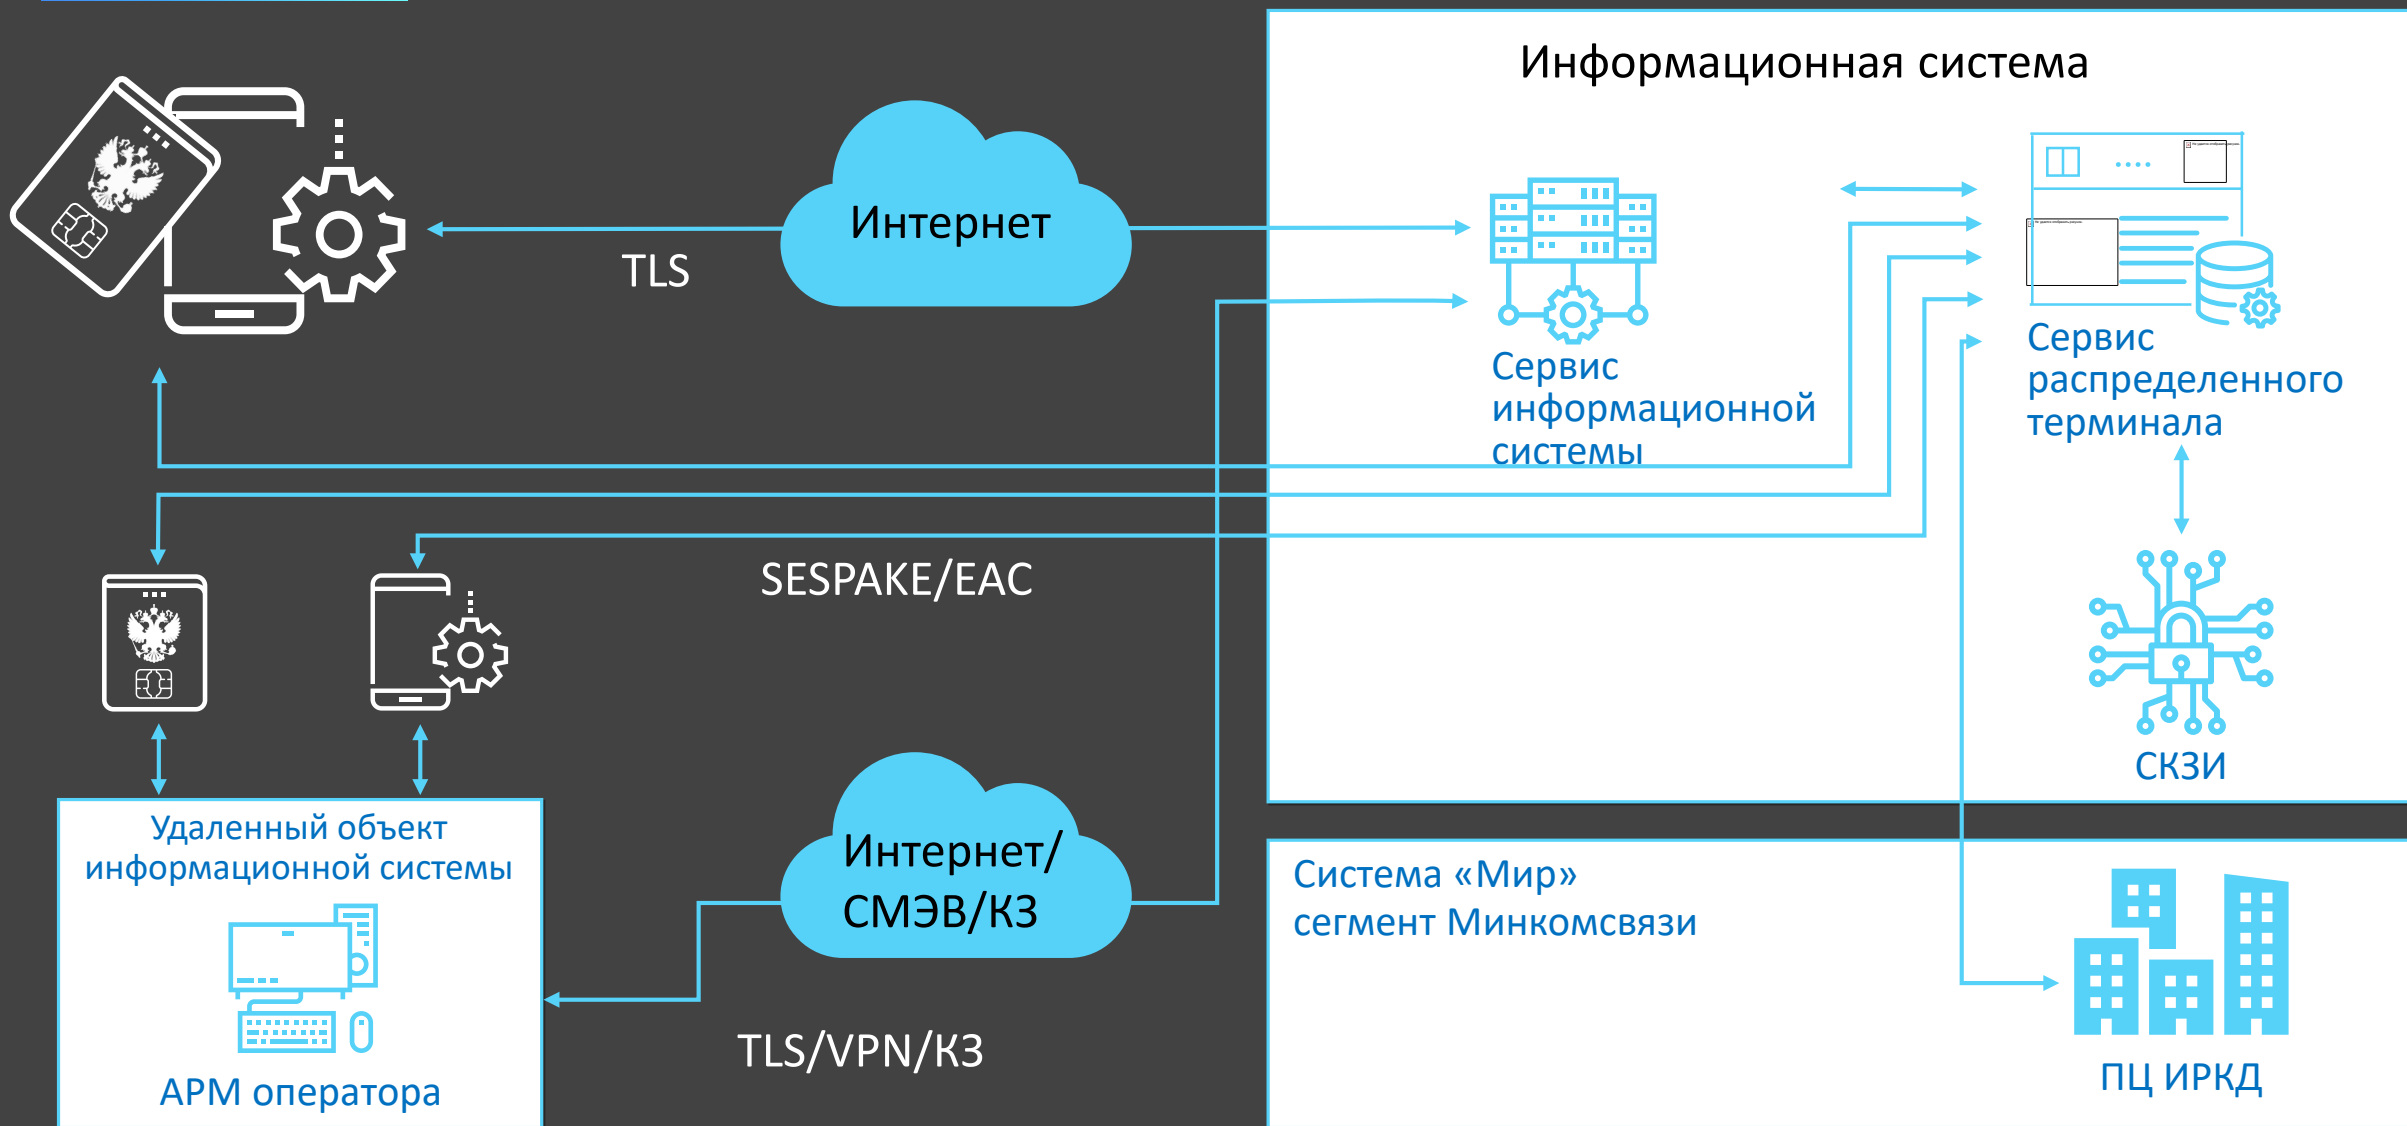 Информационная система
Интернет
TLS
Сервис
информационной
системы
Сервис
распределенного
терминала
SESPAKE/EAC
СКЗИ
Удаленный объект
информационной системы
АРМ оператора
Интернет/
СМЭВ/КЗ
TLS/VPN/КЗ
Система «Мир»
сегмент Минкомсвязи
ПЦ ИРКД